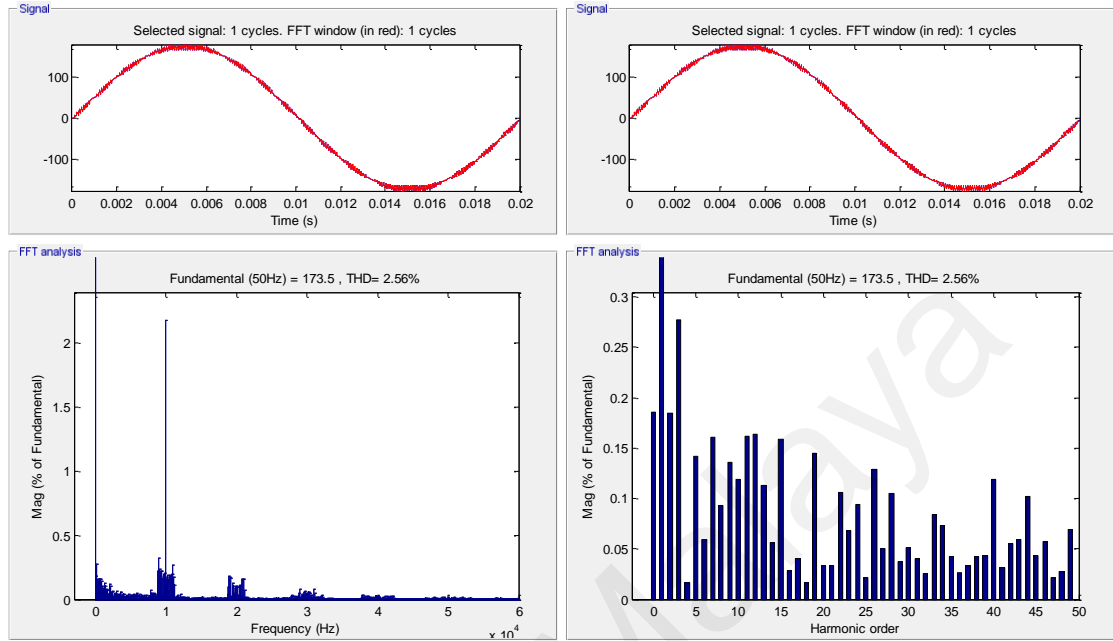 Signal
Selected signal: 1 cycles. FFT window (in red): 1 cycles
100
0
-100
0 0.002 0.004 0.006 0.008 0.01 0.012 0.014 0.016 0.018 0.02
Time (s)
Signal
Selected signal: 1 cycles. FFT window (in red): 1 cycles
100
0
-100
0 0.002 0.004 0.006 0.008 0.01 0.012 0.014 0.016 0.018 0.02
Time (s)
FFT analysis
Fundamental (50Hz) = 173.5 , THD= 2.56%
Mag (% of Fundamental)
2
1.5
1
0.5
0
0 1 2 3 4 5 6
Frequency (Hz)
x 10^4
FFT analysis
Fundamental (50Hz) = 173.5 , THD= 2.56%
Mag (% of Fundamental)
0.3
0.25
0.2
0.15
0.1
0.05
0
0 5 10 15 20 25 30 35 40 45 50
Harmonic order
Malaya